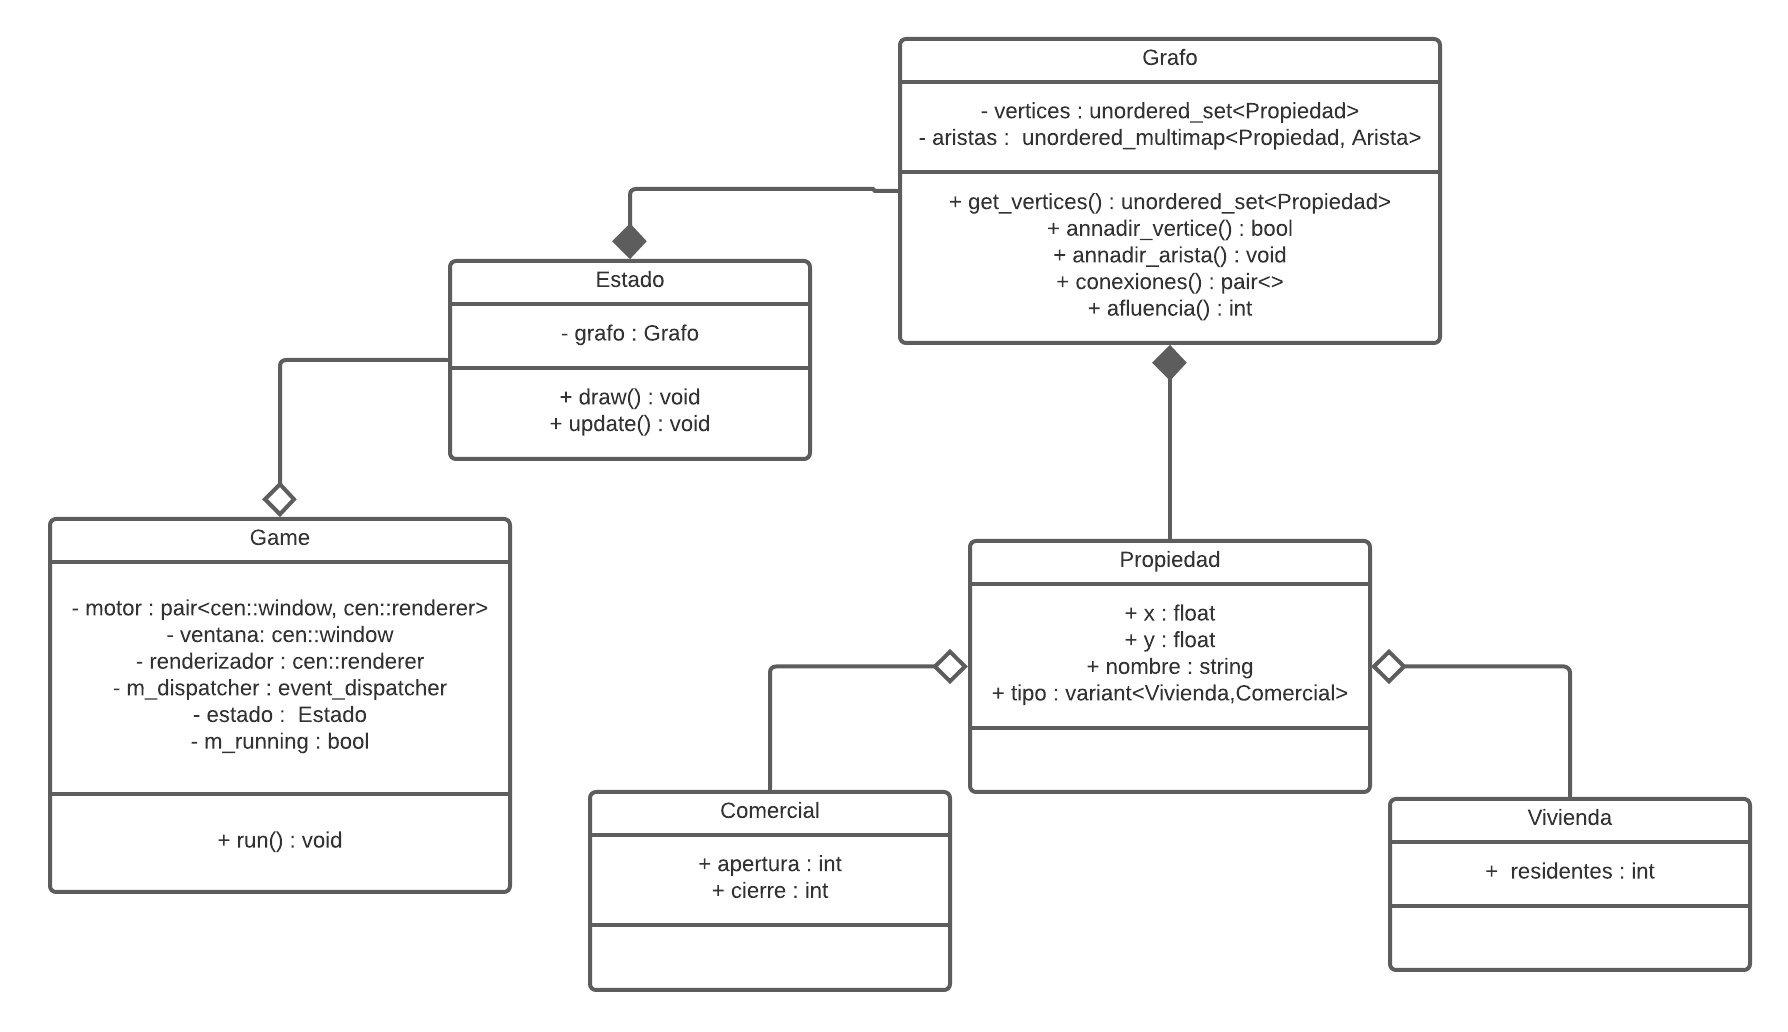 Grafo
- vertices : unordered_set<Propiedad>
- aristas :  unordered_multimap<Propiedad, Arista>
+ get_vertices() : unordered_set<Propiedad>
+ annadir_vertice() : bool
+ annadir_arista() : void
+ conexiones() : pair<>
+ afluencia() : int
Estado
- grafo : Grafo
+ draw() : void
+ update() : void
Game
- motor : pair<cen::window, cen::renderer>
- ventana: cen::window
- renderizador : cen::renderer
- m_dispatcher : event_dispatcher
- estado :  Estado
- m_running : bool
+ run() : void
Propiedad
+ x : float
+ y : float
+ nombre : string
+ tipo : variant<Vivienda,Comercial>
Comercial
+ apertura : int
+ cierre : int
Vivienda
+  residentes : int